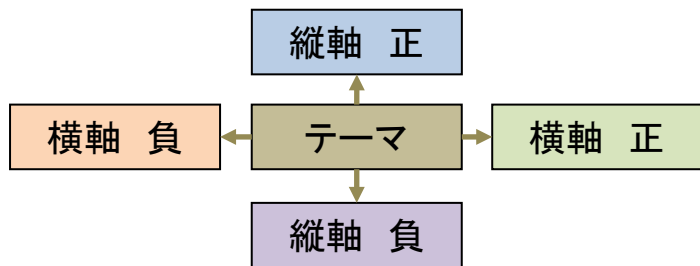 縦軸　正
横軸　負
テーマ
横軸　正
縦軸　負